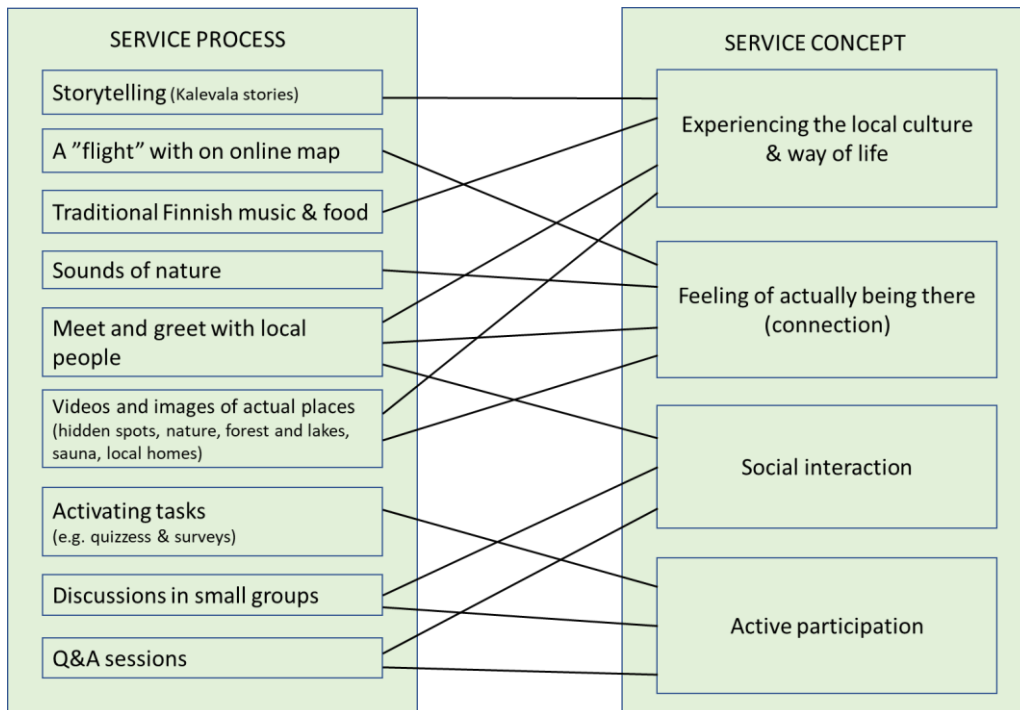 SERVICE PROCESS
Storytelling (Kalevala stories)
A ”flight” with on online map
Traditional Finnish music & food
Sounds of nature
Meet and greet with local
people
Videos and images of actual places
(hidden spots, nature, forest and lakes,
sauna, local homes)
Activating tasks
(e.g. quizzess & surveys)
Discussions in small groups
Q&A sessions
SERVICE CONCEPT
Experiencing the local culture
& way of life
Feeling of actually being there
(connection)
Social interaction
Active participation